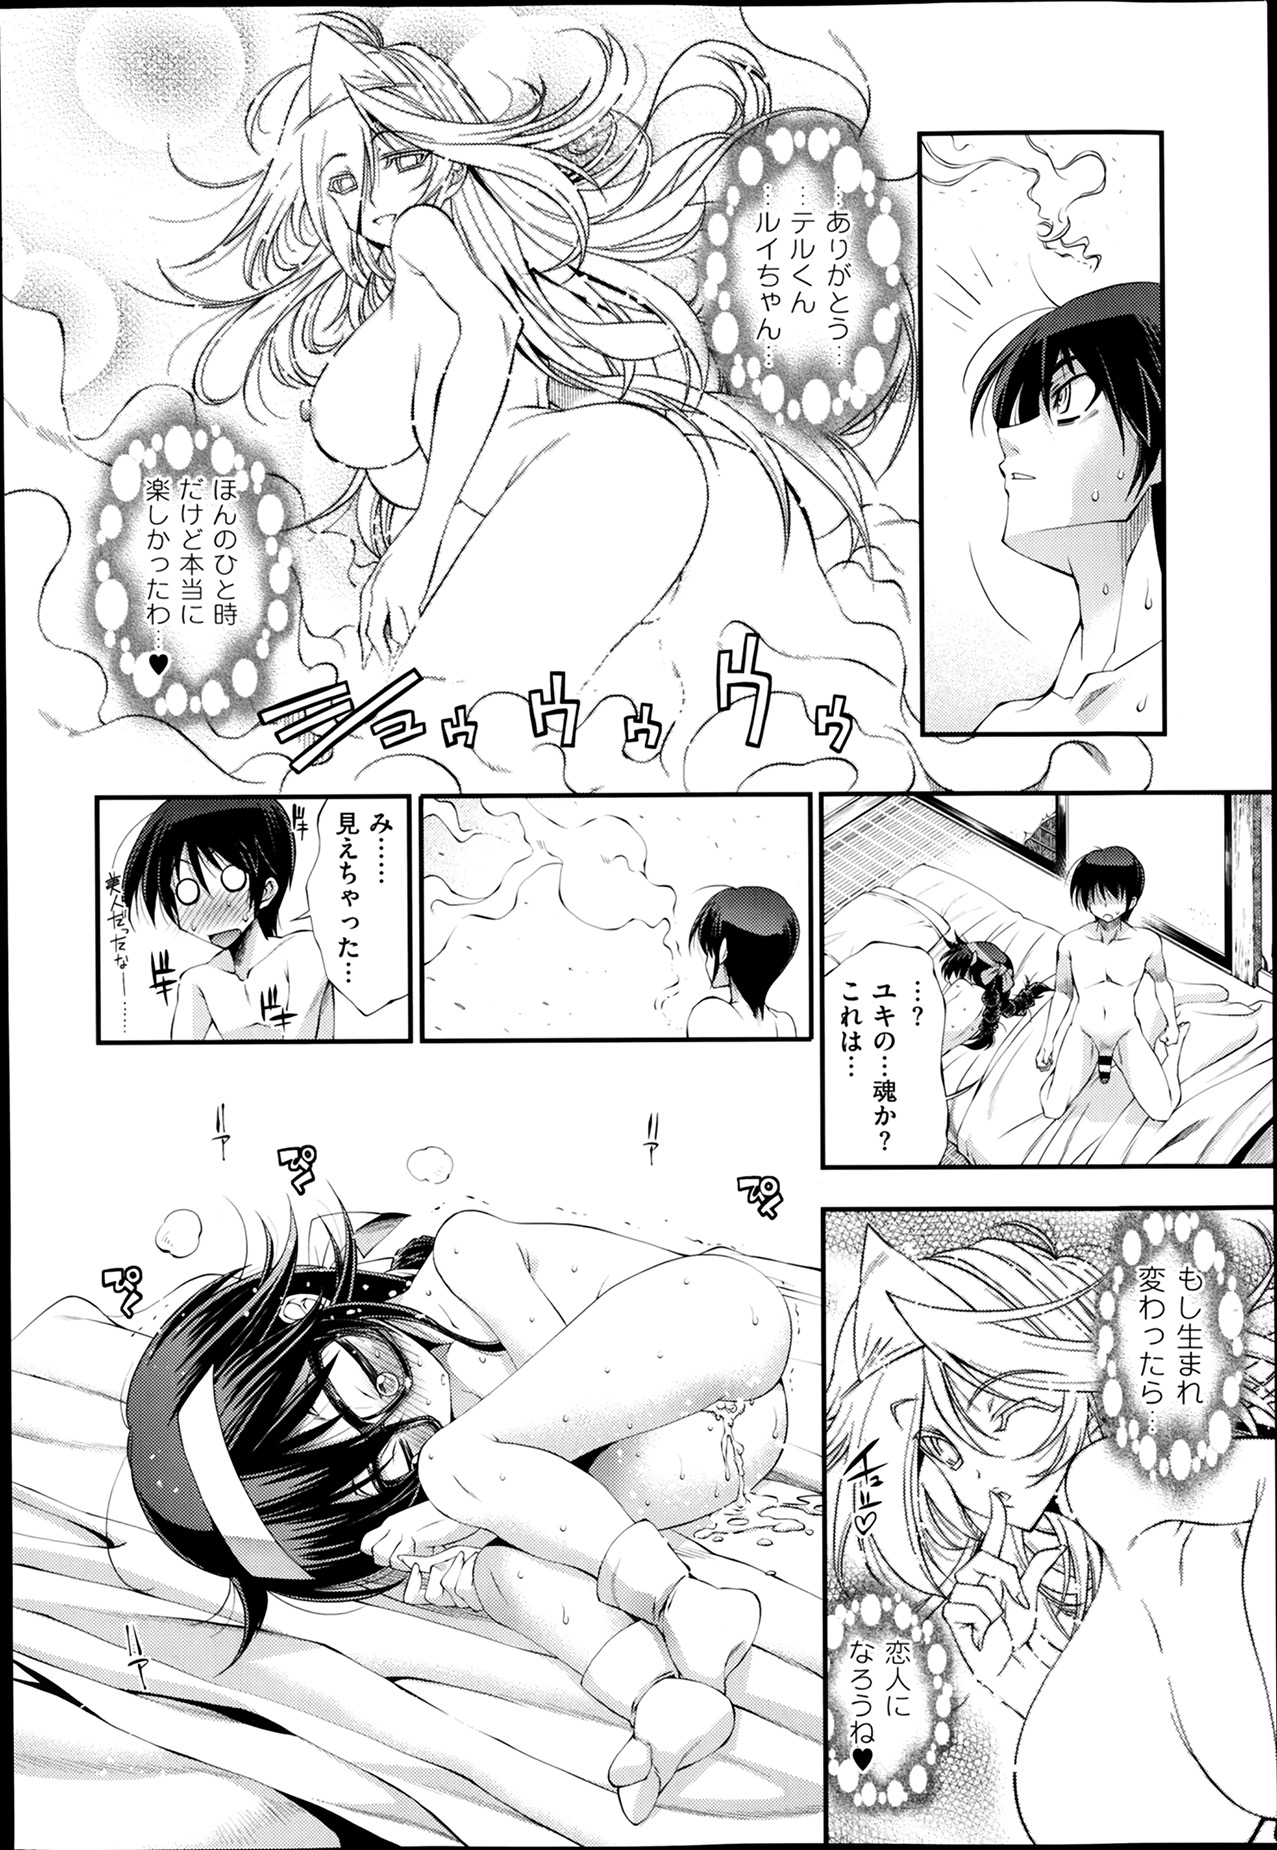 …ありがとう…
…テルくん
…ルイちゃん…
ほんのひと時
だけど本当に
楽しかったわ…♥
シュゥゥゥゥゥ
…?
ユキの…魂か?
これは…
み……
見えちゃった…
美人だったなー……
ドキ
ドキ
ドキ
もし生まれ
変わったら…
チュッ♡
恋人に
なろうね♥
ハァ
ハァ
ぴく
ぴく
ぴく
ハァ